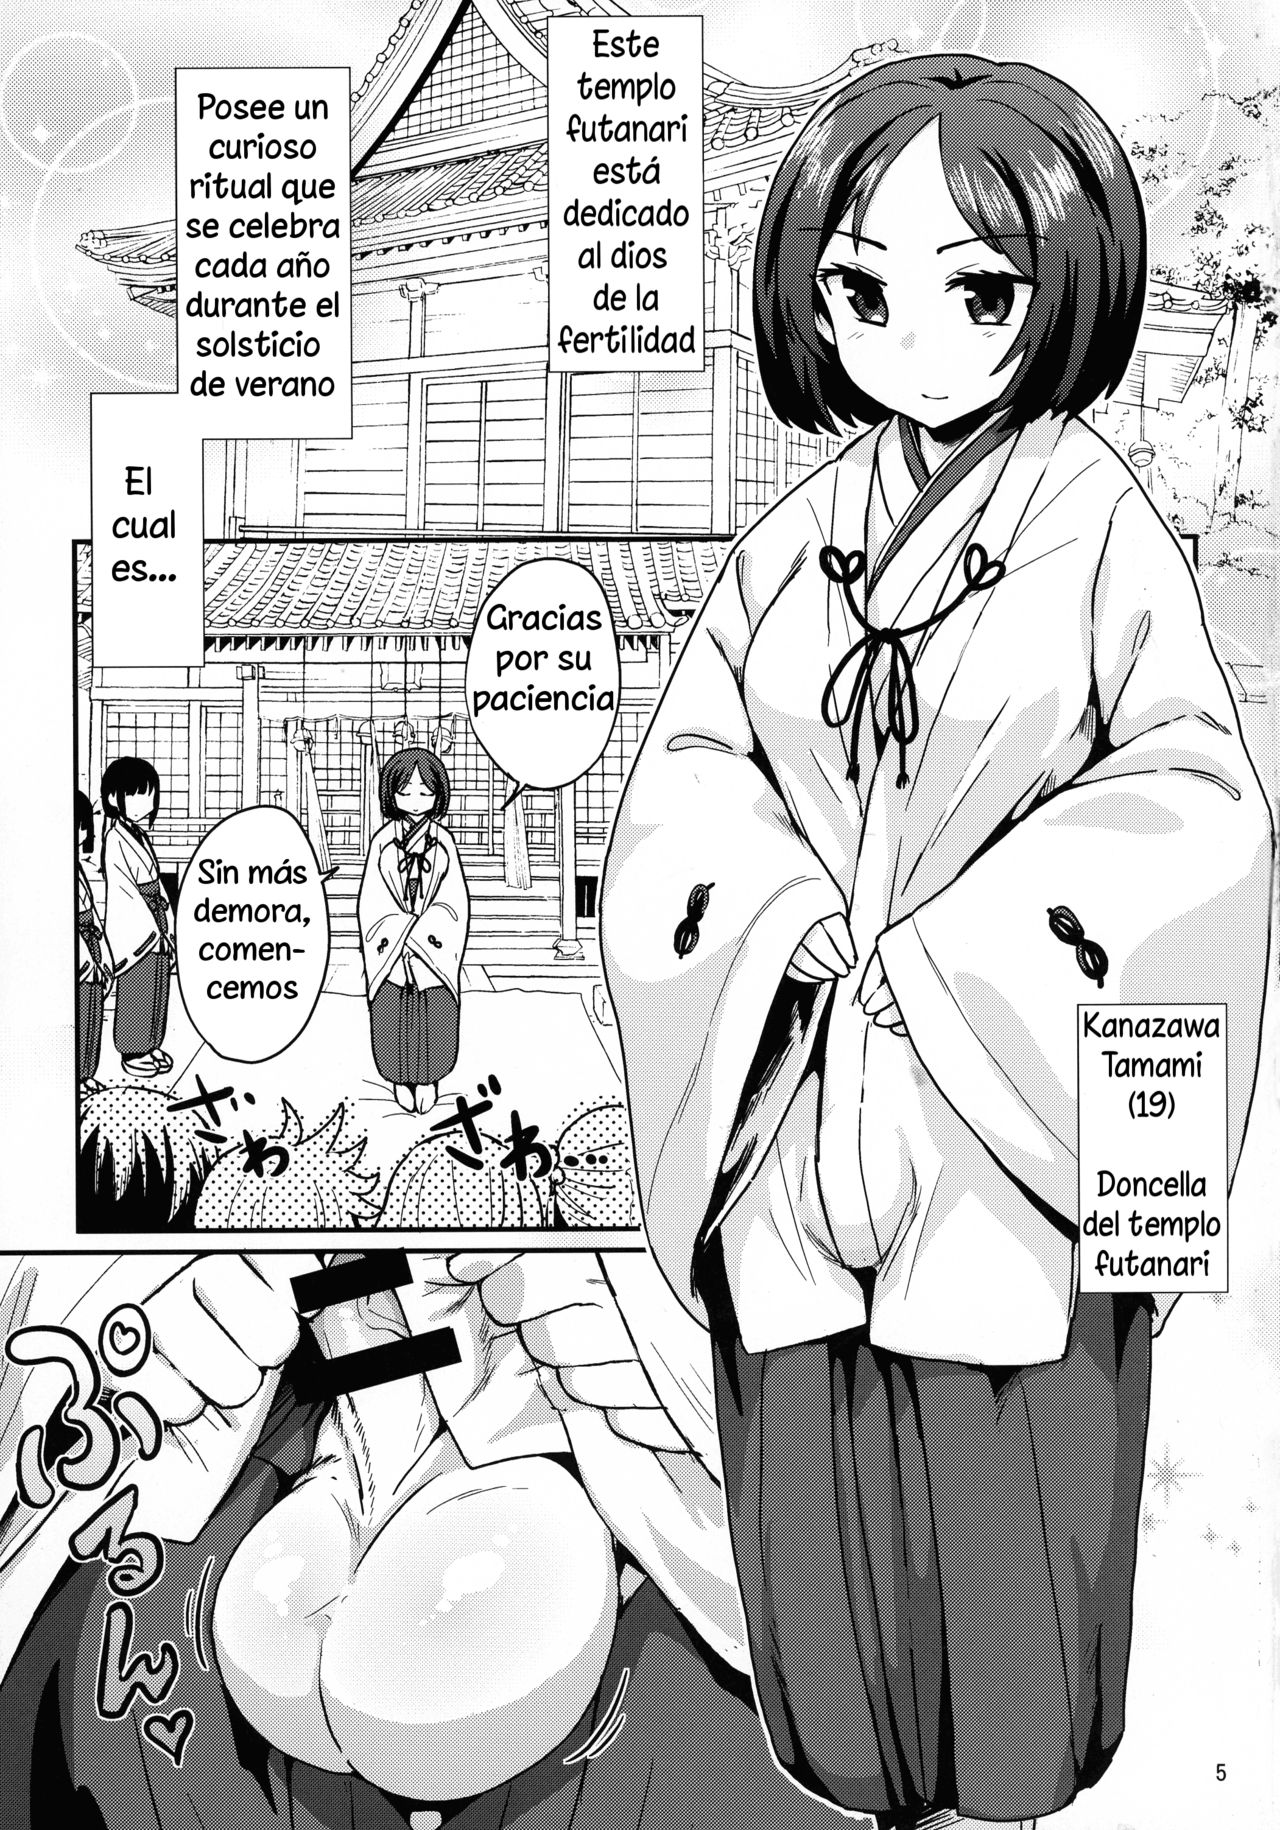 Este
templo
futanari
está
dedicado
al dios
de la
fertilidad
Posee un
curioso
ritual que
se celebra
cada año
durante el
solsticio
de verano
El
cual
es...
Gracias
por su
paciencia
Sin más
demora,
comen-
cemos
ざわ
ざわ…
Kanazawa
Tamami
(19)
Doncella
del templo
futanari
ぷるんっ♡
5